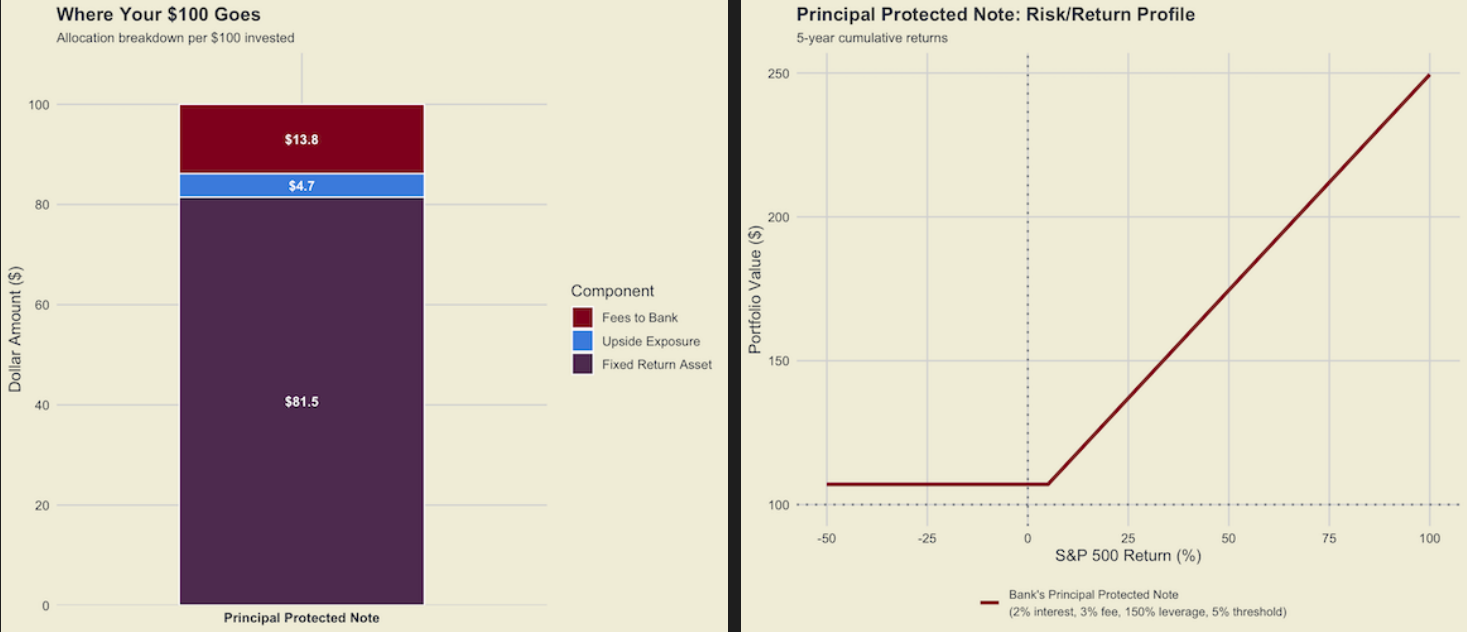 Where Your $100 Goes
Allocation breakdown per $100 invested
Dollar Amount ($)
100
80
60
40
20
0
$13.8
$4.7
$81.5
Principal Protected Note
Component
Fees to Bank
Upside Exposure
Fixed Return Asset
Principal Protected Note: Risk/Return Profile
5-year cumulative returns
Portfolio Value ($)
250
200
150
100
-50 -25 0 25 50 75 100
S&P 500 Return (%)
Bank's Principal Protected Note
(2% interest, 3% fee, 150% leverage, 5% threshold)